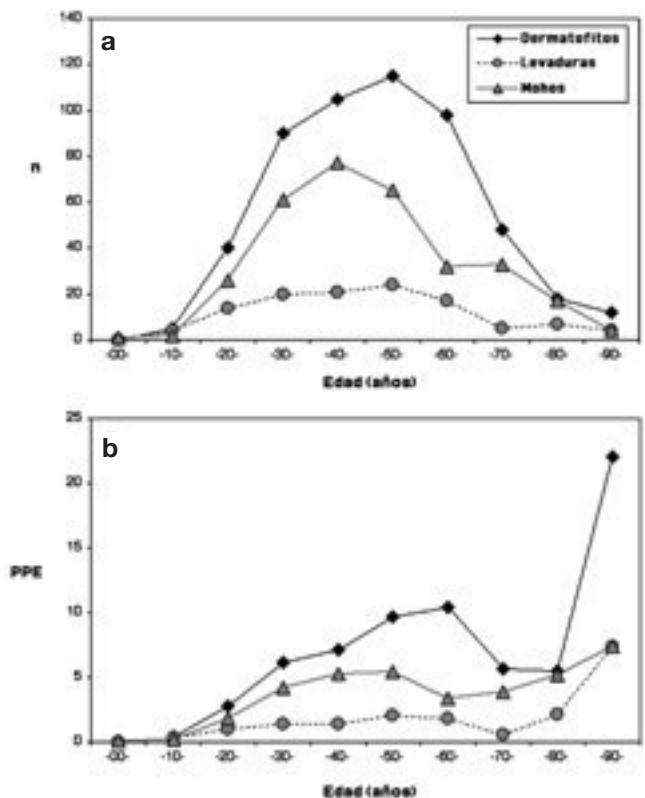 a
Dermatofitos
Levaduras
Mohos
140
120
100
80
60
40
20
0
n
-00- -10- -20- -30- -40- -50- -60- -70- -80- -90-
Edad (años)
b
25
20
15
10
5
0
PPE
-00- -10- -20- -30- -40- -50- -60- -70- -80- -90-
Edad (años)